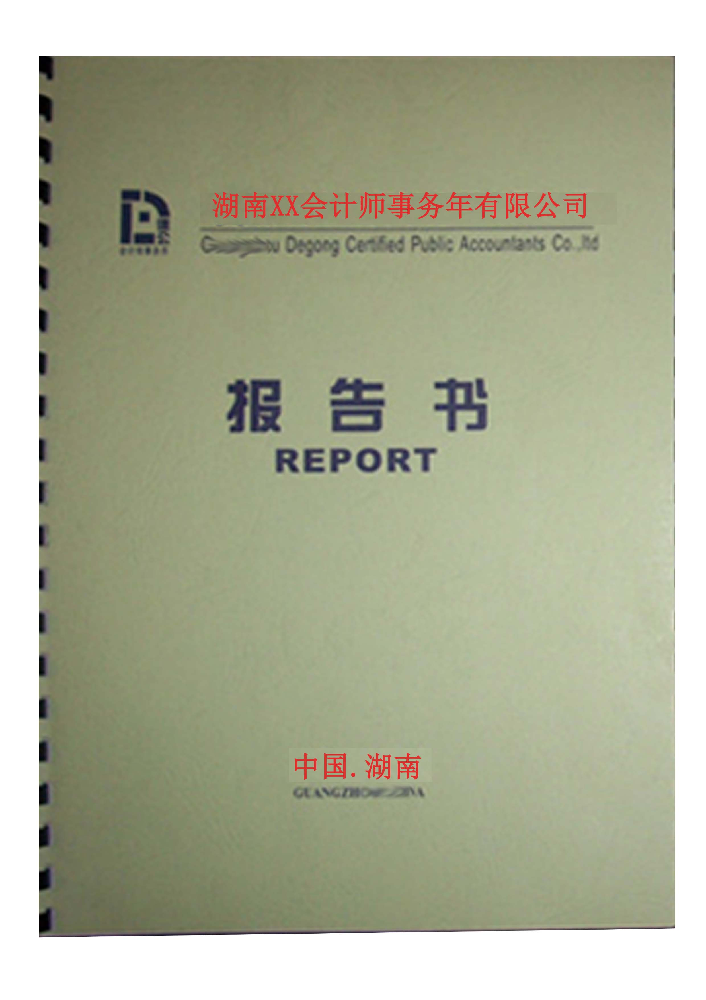 湖南XX会计师事务年有限公司
Degong Certified Public Accountants Co.,ltd
报告书
REPORT
中国.湖南